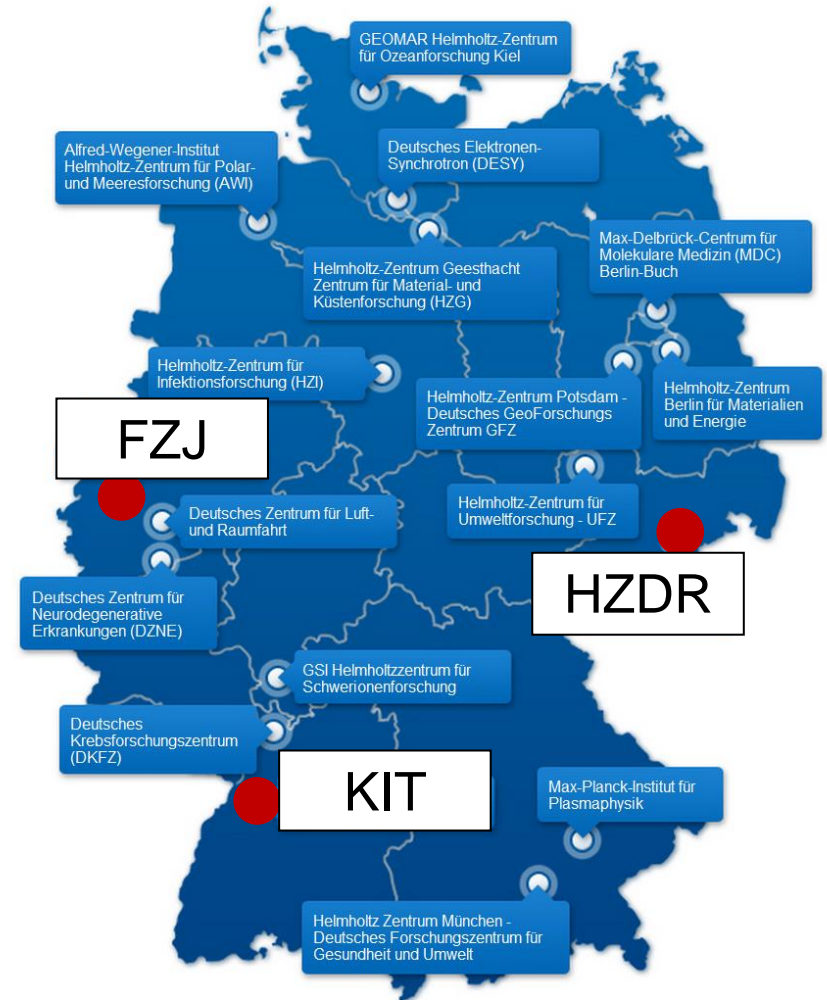 GEOMAR Helmholtz-Zentrum
für Ozeanforschung Kiel
Alfred-Wegener-Institut
Helmholtz-Zentrum für Polar-
und Meeresforschung (AWI)
Deutsches Elektronen-
Synchrotron (DESY)
Max-Delbrück-Centrum für
Molekulare Medizin (MDC)
Berlin-Buch
Helmholtz-Zentrum Geesthacht
Zentrum für Material- und
Küstenforschung (HZG)
Helmholtz-Zentrum für
Infektionsforschung (HZI)
Helmholtz-Zentrum Potsdam -
Deutsches GeoForschungs
Zentrum GFZ
Helmholtz-Zentrum
Berlin für Materialien
und Energie
FZJ
Deutsches Zentrum für Luft-
und Raumfahrt
Helmholtz-Zentrum für
Umweltforschung - UFZ
HZDR
Deutsches Zentrum für
Neurodegenerative
Erkrankungen (DZNE)
GSI Helmholtzzentrum für
Schwerionenforschung
Deutsches
Krebsforschungszentrum
(DKFZ)
KIT
Max-Planck-Institut für
Plasmaphysik
Helmholtz Zentrum München -
Deutsches Forschungszentrum für
Gesundheit und Umwelt